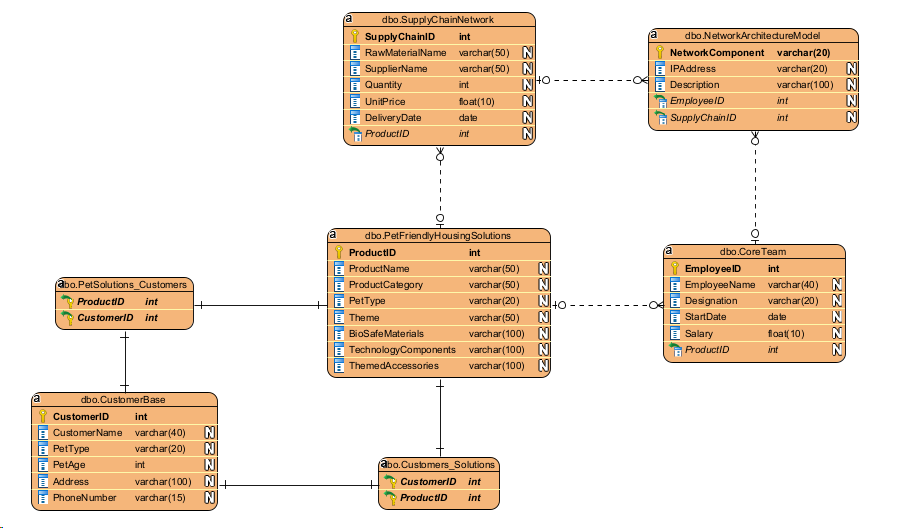 a
dbo.SupplyChainNetwork
SupplyChainID int
RawMaterialName varchar(50) N
SupplierName varchar(50) N
Quantity int N
UnitPrice float(10) N
DeliveryDate date N
ProductID int N
a
dbo.NetworkArchitectureModel
NetworkComponent varchar(20)
IPAddress varchar(20) N
Description varchar(100) N
EmployeeID int N
SupplyChainID int N
a
dbo.PetFriendlyHousingSolutions
ProductID int
ProductName varchar(50) N
ProductCategory varchar(50) N
PetType varchar(20) N
Theme varchar(50) N
BioSafeMaterials varchar(100) N
TechnologyComponents varchar(100) N
ThemedAccessories varchar(100) N
a
dbo.CoreTeam
EmployeeID int
EmployeeName varchar(40) N
Designation varchar(20) N
StartDate date N
Salary float(10) N
ProductID int N
a
dbo.PetSolutions_Customers
ProductID int
CustomerID int
a
dbo.CustomerBase
CustomerID int
CustomerName varchar(40) N
PetType varchar(20) N
PetAge int N
Address varchar(100) N
PhoneNumber varchar(15) N
a
dbo.Customers_Solutions
CustomerID int
ProductID int